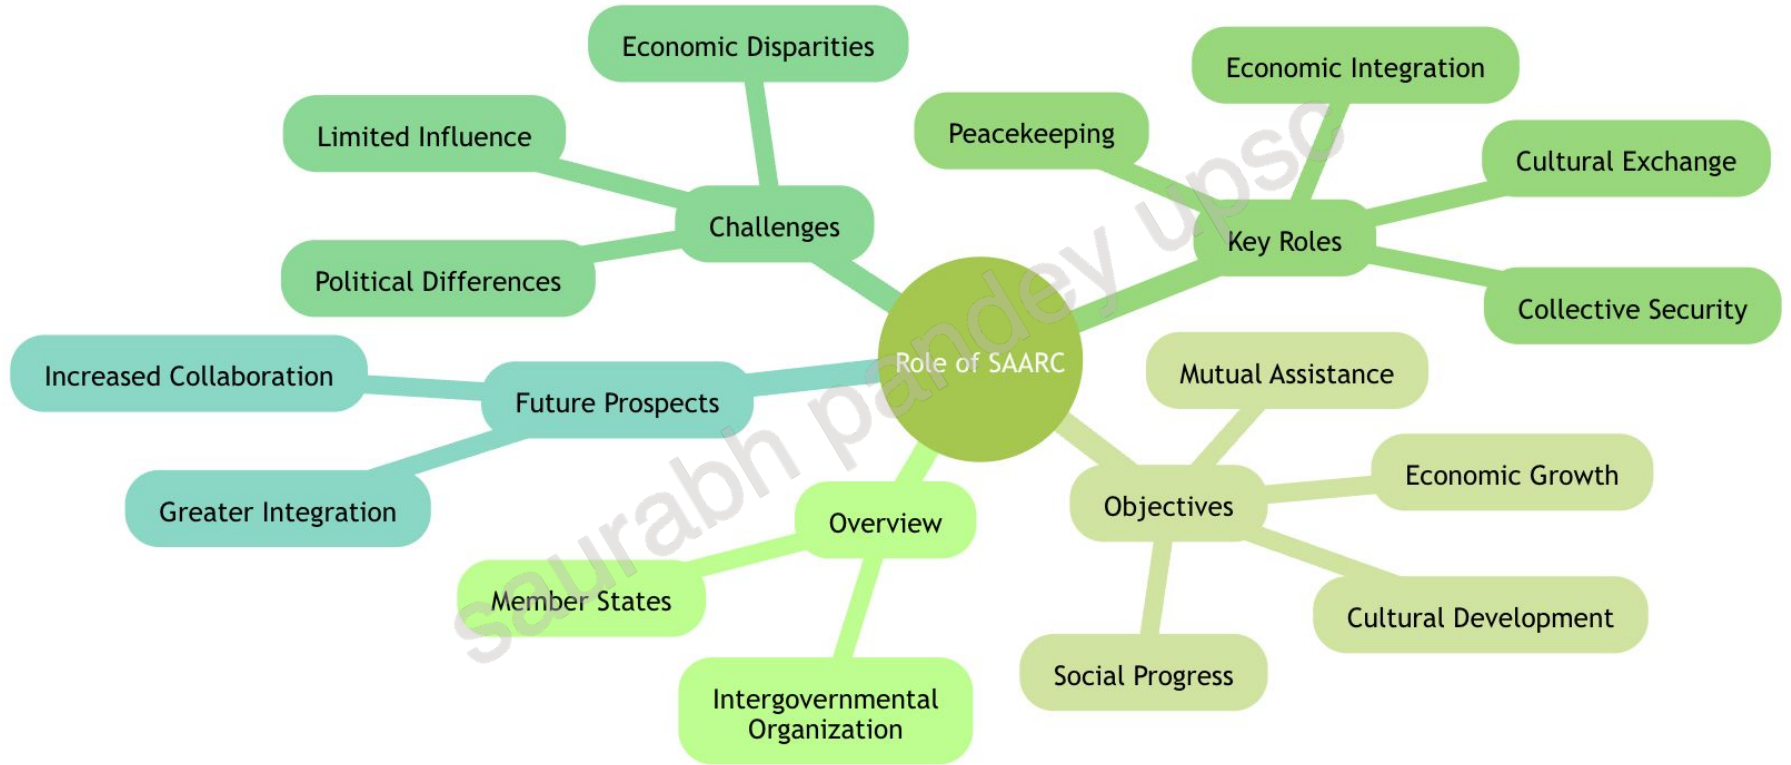 Economic Disparities
Limited Influence
Challenges
Political Differences
Peacekeeping
Economic Integration
Cultural Exchange
Key Roles
Collective Security
Role of SAARC
Increased Collaboration
Future Prospects
Greater Integration
Mutual Assistance
Economic Growth
Objectives
Cultural Development
Social Progress
Overview
Member States
Intergovernmental
Organization
saurabh pandey upsc